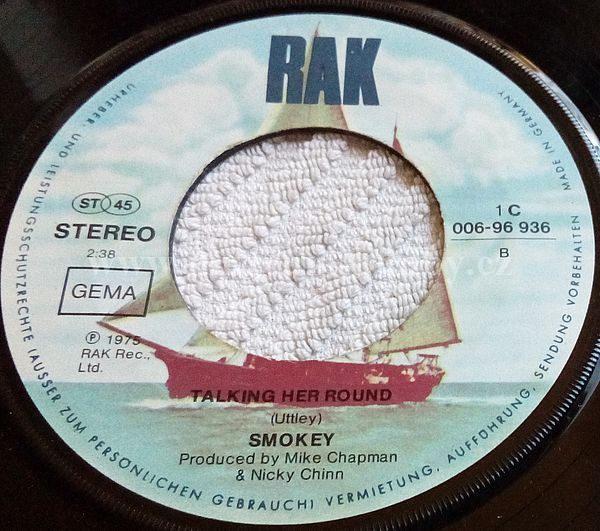 RAK
ST 45
STEREO
2:38
GEMA
Ⓟ 1975
RAK Rec.,
Ltd.
1 C
006-96 936
B
TALKING HER ROUND
(Uttley)
SMOKEY
Produced by Mike Chapman
& Nicky Chinn
URHEBER- UND LEISTUNGSSCHUTZRECHTE (AUSSER ZUM PERSÖNLICHEN GEBRAUCH) VERMIETUNG, AUFFÜHRUNG, SENDUNG VORBEHALTEN · MADE IN GERMANY